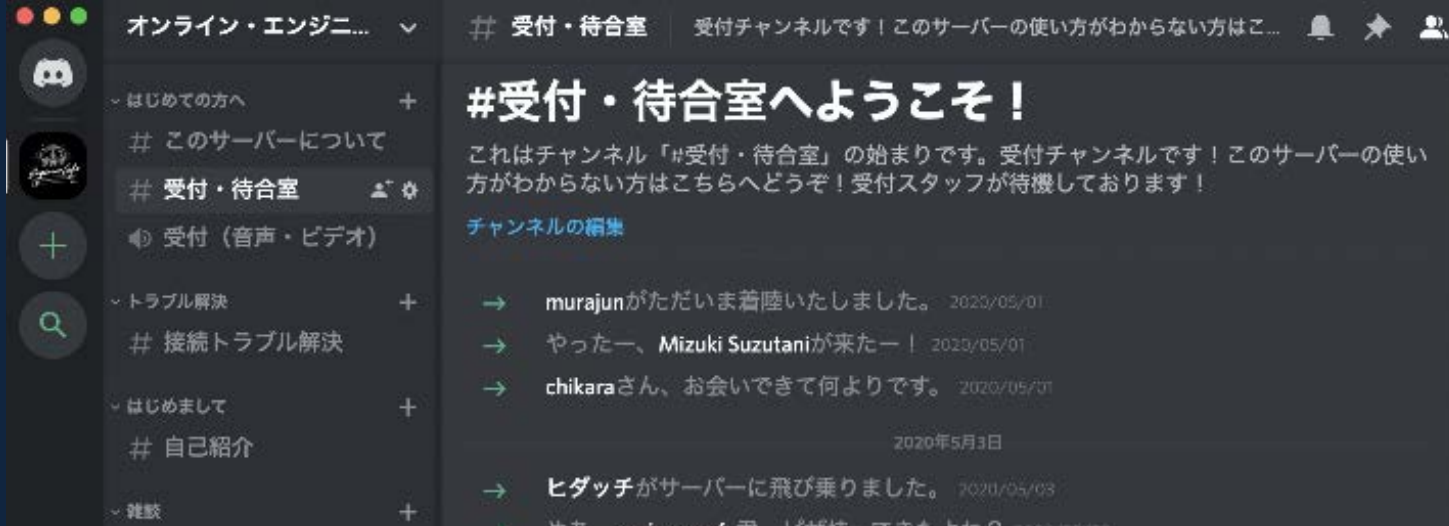 オンライン・エンジニ...
はじめての方へ
# このサーバーについて
# 受付・待合室
受付（音声・ビデオ）
トラブル解決
# 接続トラブル解決
はじめまして
# 自己紹介
雑談
# 受付・待合室
受付チャンネルです！このサーバーの使い方がわからない方はこ...
#受付・待合室へようこそ！
これはチャンネル「#受付・待合室」の始まりです。受付チャンネルです！このサーバーの使い
方がわからない方はこちらへどうぞ！受付スタッフが待機しております！
チャンネルの編集
murajunがただいま着陸いたしました。 2020/05/01
やったー、Mizuki Suzutaniが来たー！ 2020/05/01
chikaraさん、お会いできて何よりです。 2020/05/01
2020年5月3日
ヒダッチがサーバーに飛び乗りました。 2020/05/03